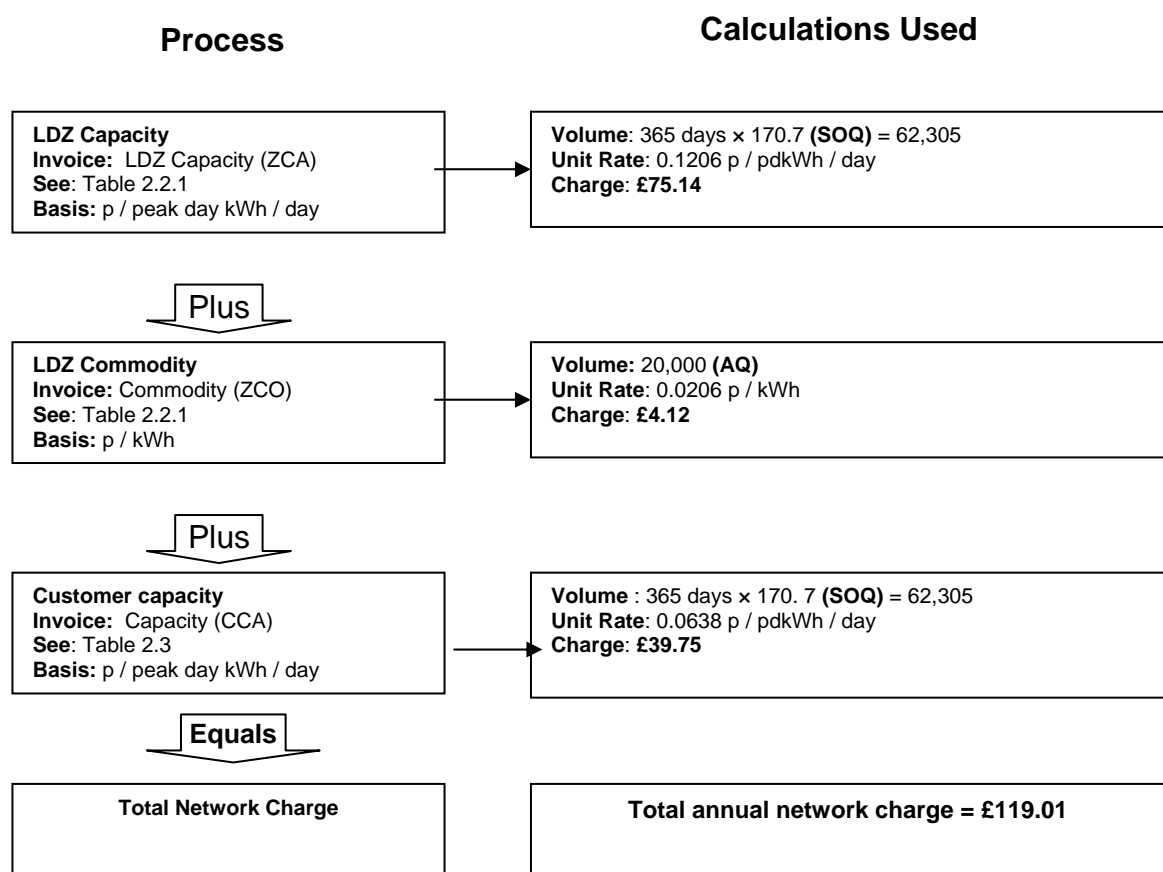 Process
Calculations Used
LDZ Capacity
Invoice: LDZ Capacity (ZCA)
See: Table 2.2.1
Basis: p / peak day kWh / day
Volume: 365 days × 170.7 (SOQ) = 62,305
Unit Rate: 0.1206 p / pdkWh / day
Charge: £75.14
Plus
LDZ Commodity
Invoice: Commodity (ZCO)
See: Table 2.2.1
Basis: p / kWh
Volume: 20,000 (AQ)
Unit Rate: 0.0206 p / kWh
Charge: £4.12
Plus
Customer capacity
Invoice: Capacity (CCA)
See: Table 2.3
Basis: p / peak day kWh / day
Volume : 365 days × 170. 7 (SOQ) = 62,305
Unit Rate: 0.0638 p / pdkWh / day
Charge: £39.75
Equals
Total Network Charge
Total annual network charge = £119.01